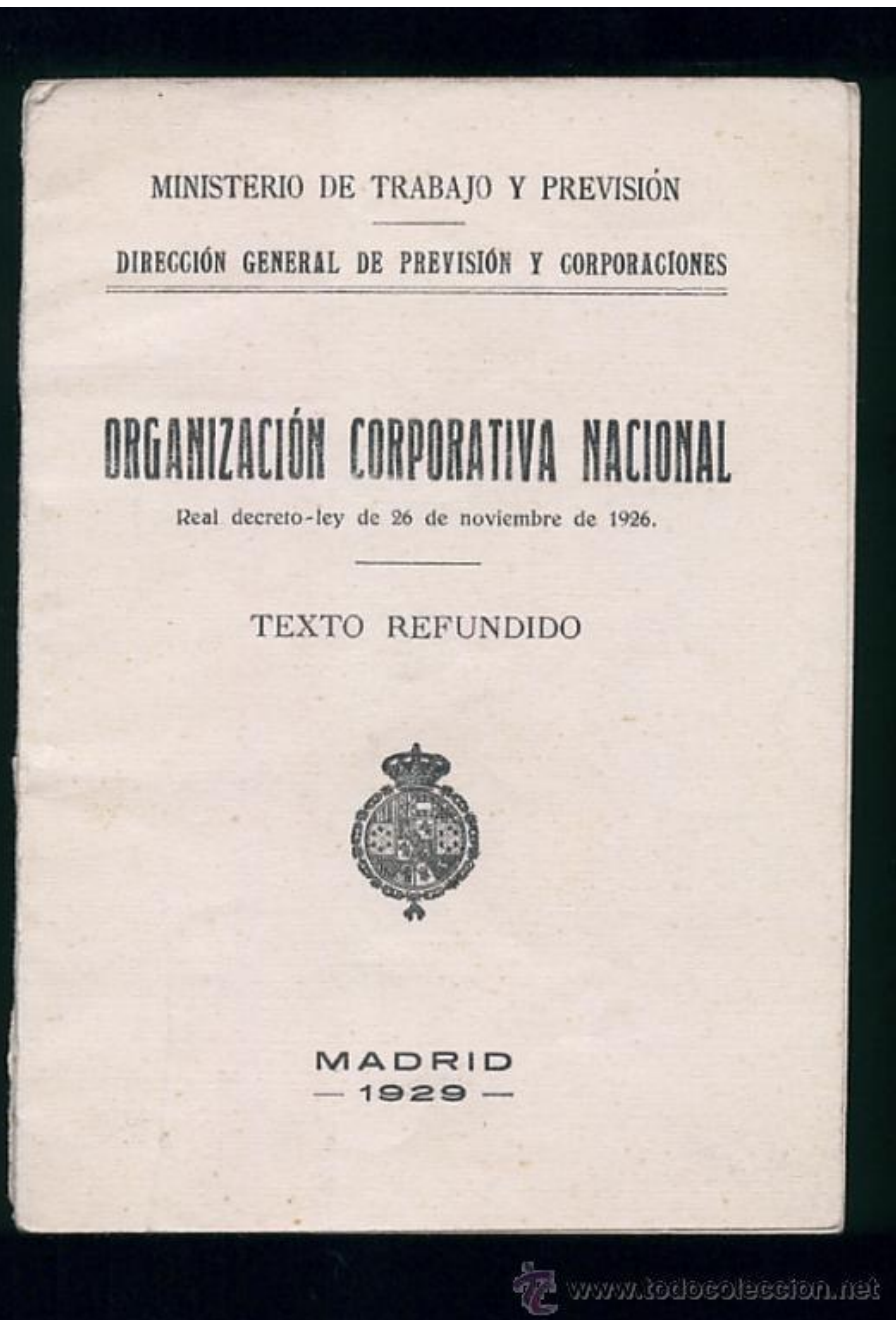 MINISTERIO DE TRABAJO Y PREVISIÓN
DIRECCIÓN GENERAL DE PREVISIÓN Y CORPORACIONES
ORGANIZACIÓN CORPORATIVA NACIONAL
Real decreto-ley de 26 de noviembre de 1926.
TEXTO REFUNDIDO
MADRID
— 1929 —
www.todocoleccion.net